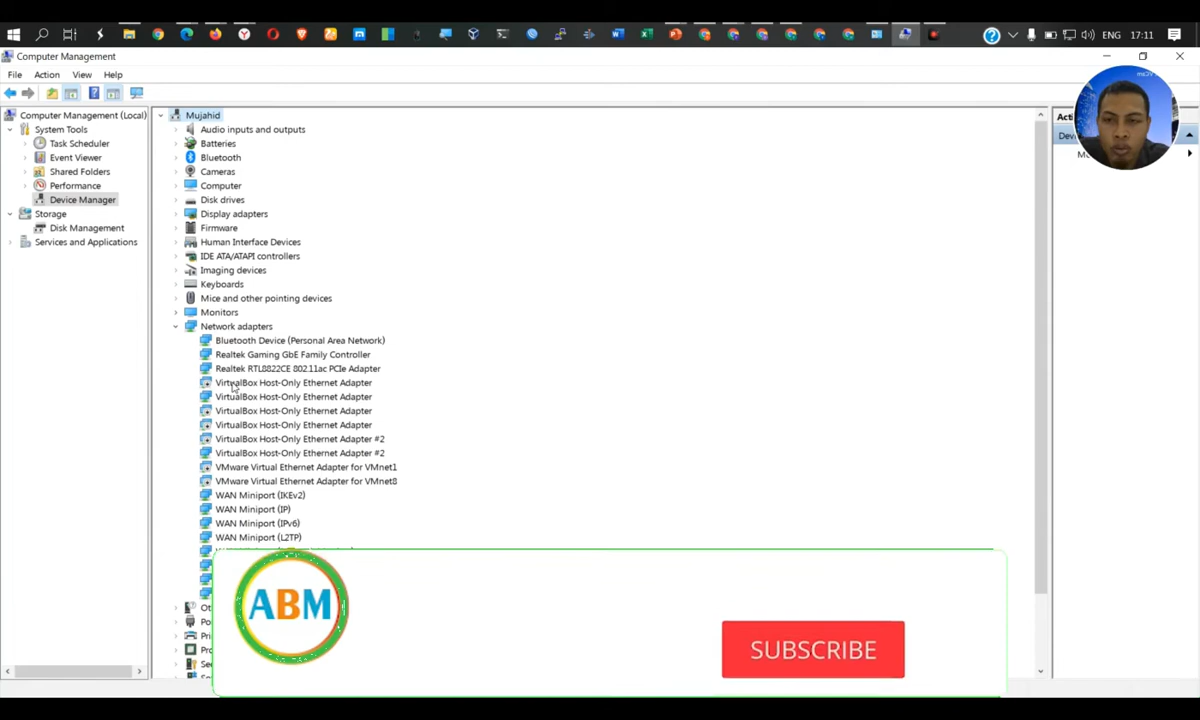 ENG
17:11
Computer Management
File Action View Help
Computer Management (Local)
System Tools
Task Scheduler
Event Viewer
Shared Folders
Performance
Device Manager
Storage
Disk Management
Services and Applications
Mujahid
Audio inputs and outputs
Batteries
Bluetooth
Cameras
Computer
Disk drives
Display adapters
Firmware
Human Interface Devices
IDE ATA/ATAPI controllers
Imaging devices
Keyboards
Mice and other pointing devices
Monitors
Network adapters
Bluetooth Device (Personal Area Network)
Realtek Gaming GbE Family Controller
Realtek RTL8822CE 802.11ac PCIe Adapter
VirtualBox Host-Only Ethernet Adapter
VirtualBox Host-Only Ethernet Adapter
VirtualBox Host-Only Ethernet Adapter
VirtualBox Host-Only Ethernet Adapter
VirtualBox Host-Only Ethernet Adapter #2
VirtualBox Host-Only Ethernet Adapter #2
VMware Virtual Ethernet Adapter for VMnet1
VMware Virtual Ethernet Adapter for VMnet8
WAN Miniport (IKEv2)
WAN Miniport (IP)
WAN Miniport (IPv6)
WAN Miniport (L2TP)
ABM
SUBSCRIBE